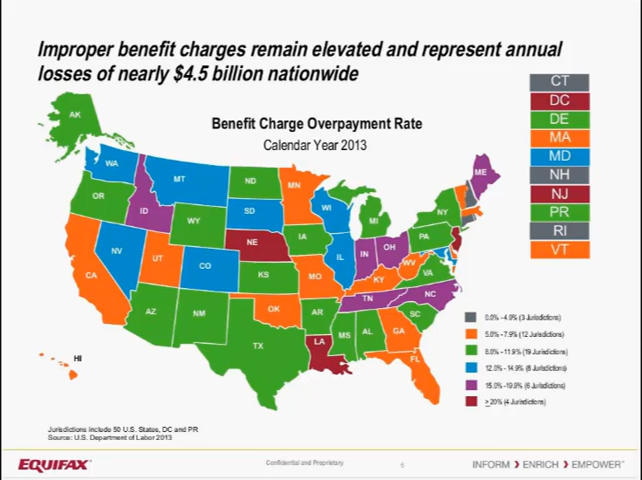 Improper benefit charges remain elevated and represent annual
losses of nearly $4.5 billion nationwide
Benefit Charge Overpayment Rate
Calendar Year 2013
CT
DC
DE
MA
MD
NH
NJ
PR
RI
VT
AK
WA
MT
ND
MN
ME
OR
ID
SD
WI
MI
NY
WY
IA
PA
NE
NV
UT
CO
IL
IN
OH
WV
VA
CA
KS
MO
KY
NC
TN
AZ
NM
OK
AR
SC
MS
AL
GA
TX
LA
FL
HI
0.0% -4.9% (3 Jurisdictions)
5.0% -7.9% (12 Jurisdictions)
8.0% -11.9% (19 Jurisdictions)
12.0% -14.9% (8 Jurisdictions)
15.0% -19.9% (6 Jurisdictions)
> 20% (4 Jurisdictions)
Jurisdictions include 50 U.S. States, DC and PR
Source: U.S. Department of Labor 2013
EQUIFAX
Confidential and Proprietary
6
INFORM ❯ ENRICH ❯ EMPOWER™